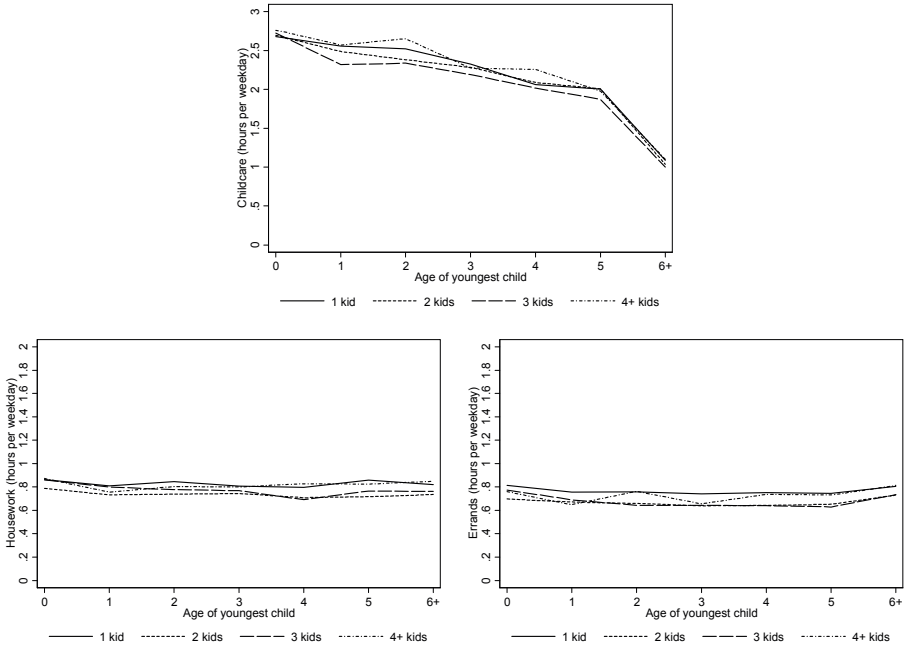 Childcare (hours per weekday)
3
2.5
2
1.5
1
.5
0
0 1 2 3 4 5 6+
Age of youngest child
1 kid 2 kids 3 kids 4+ kids
Housework (hours per weekday)
2
1.8
1.6
1.4
1.2
1
.8
.6
.4
.2
0
0 1 2 3 4 5 6+
Age of youngest child
1 kid 2 kids 3 kids 4+ kids
Errands (hours per weekday)
2
1.8
1.6
1.4
1.2
1
.8
.6
.4
.2
0
0 1 2 3 4 5 6+
Age of youngest child
1 kid 2 kids 3 kids 4+ kids